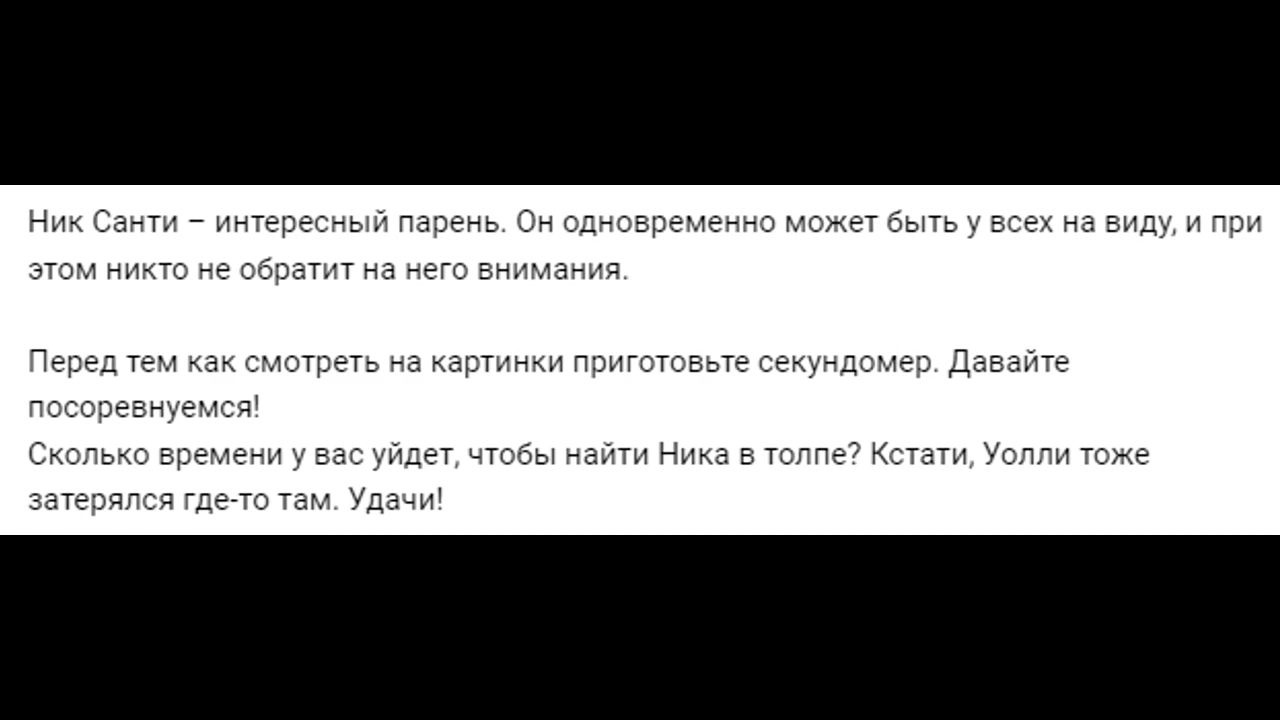 Ник Санти – интересный парень. Он одновременно может быть у всех на виду, и при
этом никто не обратит на него внимания.
Перед тем как смотреть на картинки приготовьте секундомер. Давайте
посоревнуемся!
Сколько времени у вас уйдет, чтобы найти Ника в толпе? Кстати, Уолли тоже
затерялся где-то там. Удачи!